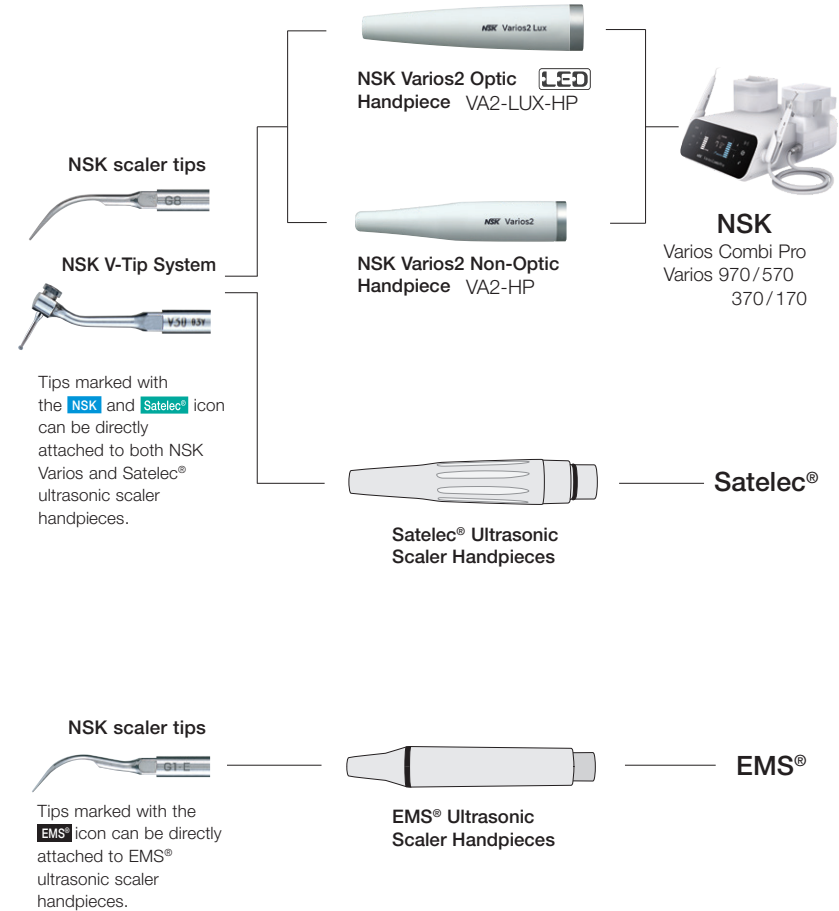 NSK Varios2 Lux
NSK Varios2 Optic LED
Handpiece VA2-LUX-HP
NSK scaler tips
G8
NSK Varios2
NSK
Varios Combi Pro
Varios 970/570
370/170
NSK V-Tip System
NSK Varios2 Non-Optic
Handpiece VA2-HP
V30 03Y
Tips marked with
the NSK and Satelec® icon
can be directly
attached to both NSK
Varios and Satelec®
ultrasonic scaler
handpieces.
Satelec®
Satelec® Ultrasonic
Scaler Handpieces
NSK scaler tips
G1-E
EMS®
Tips marked with the
EMS® icon can be directly
attached to EMS®
ultrasonic scaler
handpieces.
EMS® Ultrasonic
Scaler Handpieces